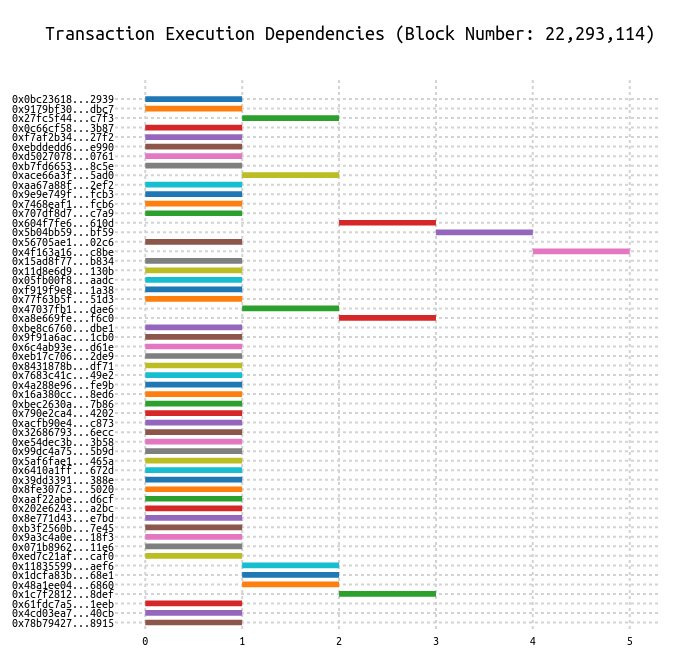 Transaction Execution Dependencies (Block Number: 22,293,114)
0x0bc23618...2939
0x9179bf30...dbc7
0x27fc5f44...c7f3
0x0c66cf58...3b87
0xf7af2b34...27f2
0xebddedd6...e990
0xd5027078...0761
0xb7fd6653...8c5e
0xace66a3f...5ad0
0xaa67a88f...2ef2
0x9e9e749f...fcb3
0x7468eaf1...fcb6
0x707df8d7...c7a9
0x604f7fe6...610d
0x5b04bb59...bf59
0x56705ae1...02c6
0x4f163a16...c8be
0x15ad8f77...b834
0x11d8e6d9...130b
0x05fb00f8...aadc
0xf919f9e8...1a38
0x77f63b5f...51d3
0x47037fb1...dae6
0xa8e669fe...f6c0
0xbe8c6760...dbe1
0x9f91a6ac...1cb0
0x6c4ab93e...d61e
0xeb17c706...2de9
0x8431878b...df71
0x7683c41c...49e2
0x4a288e96...fe9b
0x16a380cc...8ed6
0xbec2630a...7b86
0x790e2ca4...4202
0xacfb90e4...c873
0x32686793...6ecc
0xe54dec3b...3b58
0x99dc4a75...5b9d
0x5af6fae1...465a
0x6410a1ff...672d
0x39dd3391...388e
0x8fe307c3...5020
0xaaf22abe...d6cf
0x202e6243...a2bc
0x8e771d43...e7bd
0xb3f2560b...7e45
0x9a3c4a0e...18f3
0x071b8962...11e6
0xed7c21af...caf0
0x11835599...aef6
0x1dcfa83b...68e1
0x48a1ee04...6860
0x1c7f2812...8def
0x61fdc7a5...1eeb
0x4cd03ea7...40cb
0x78b79427...8915
0 1 2 3 4 5